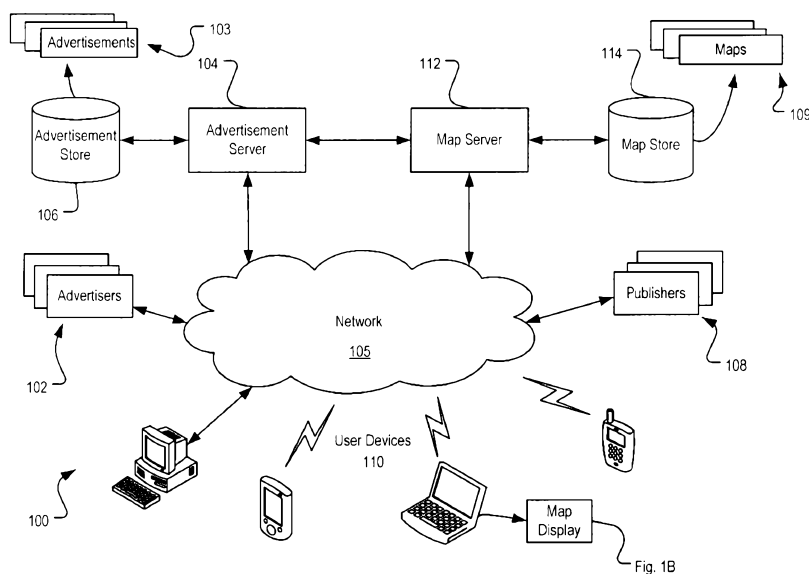 Advertisements
103
104
112
114
Maps
109
Advertisement
Store
Advertisement
Server
Map Server
Map Store
106
Advertisers
Network
105
Publishers
102
108
User Devices
110
100
Map
Display
Fig. 1B